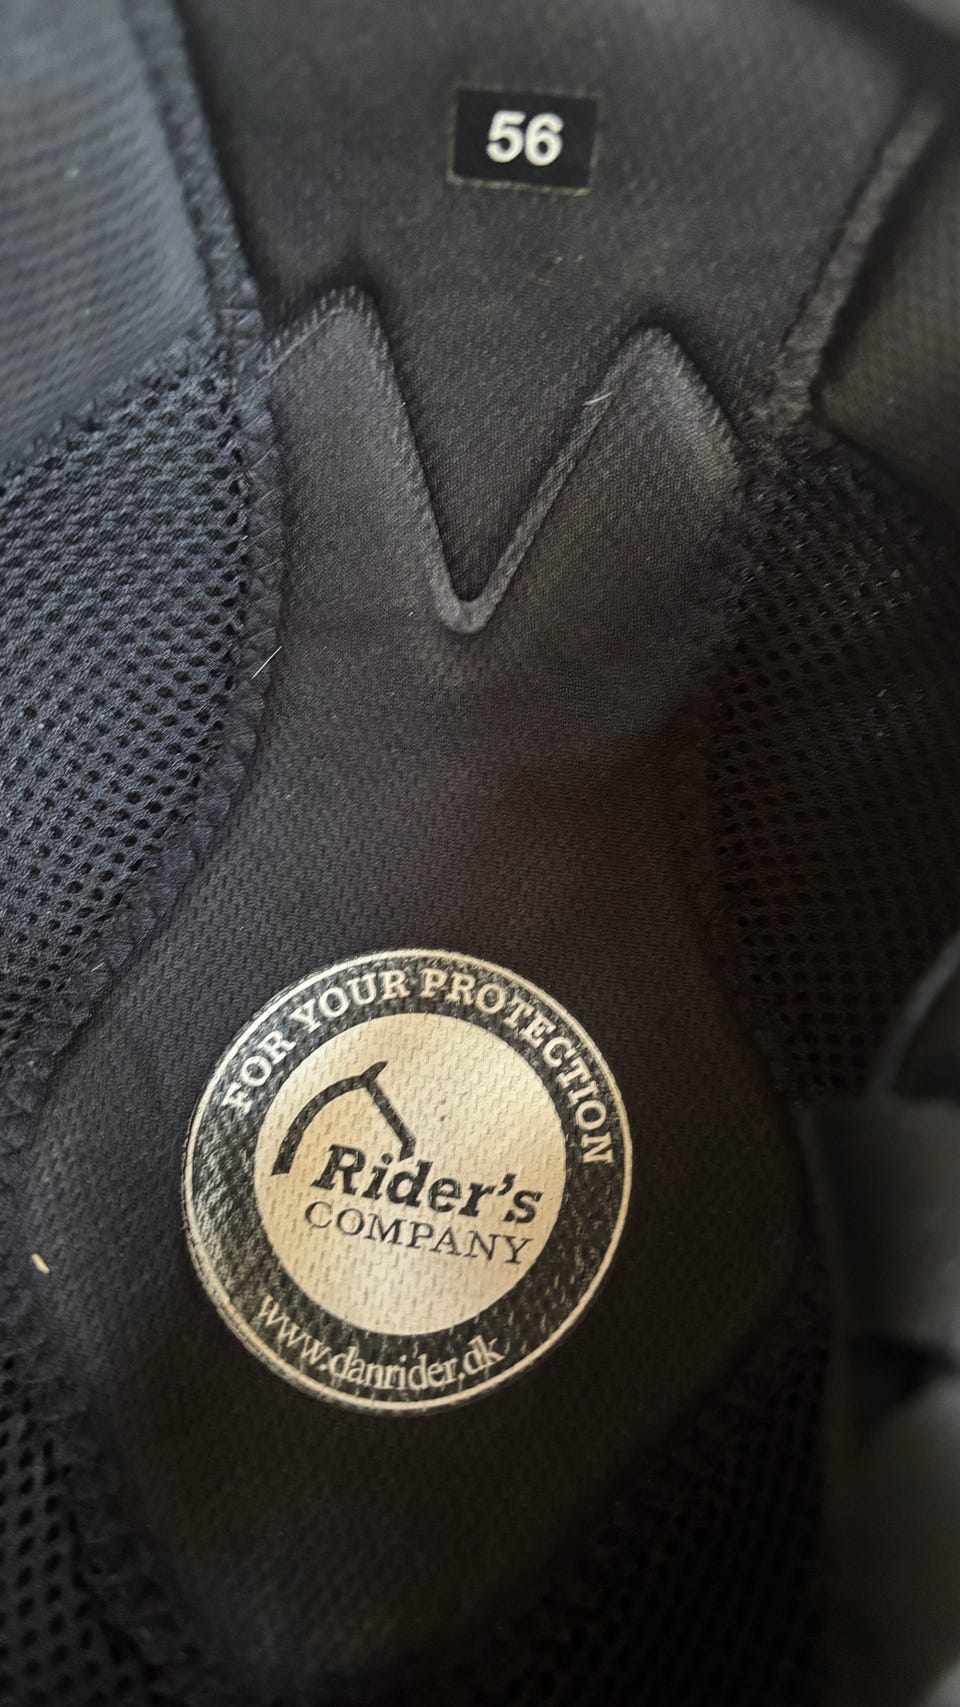 56
FOR YOUR PROTECTION
Rider's
COMPANY
www.danrider.dk